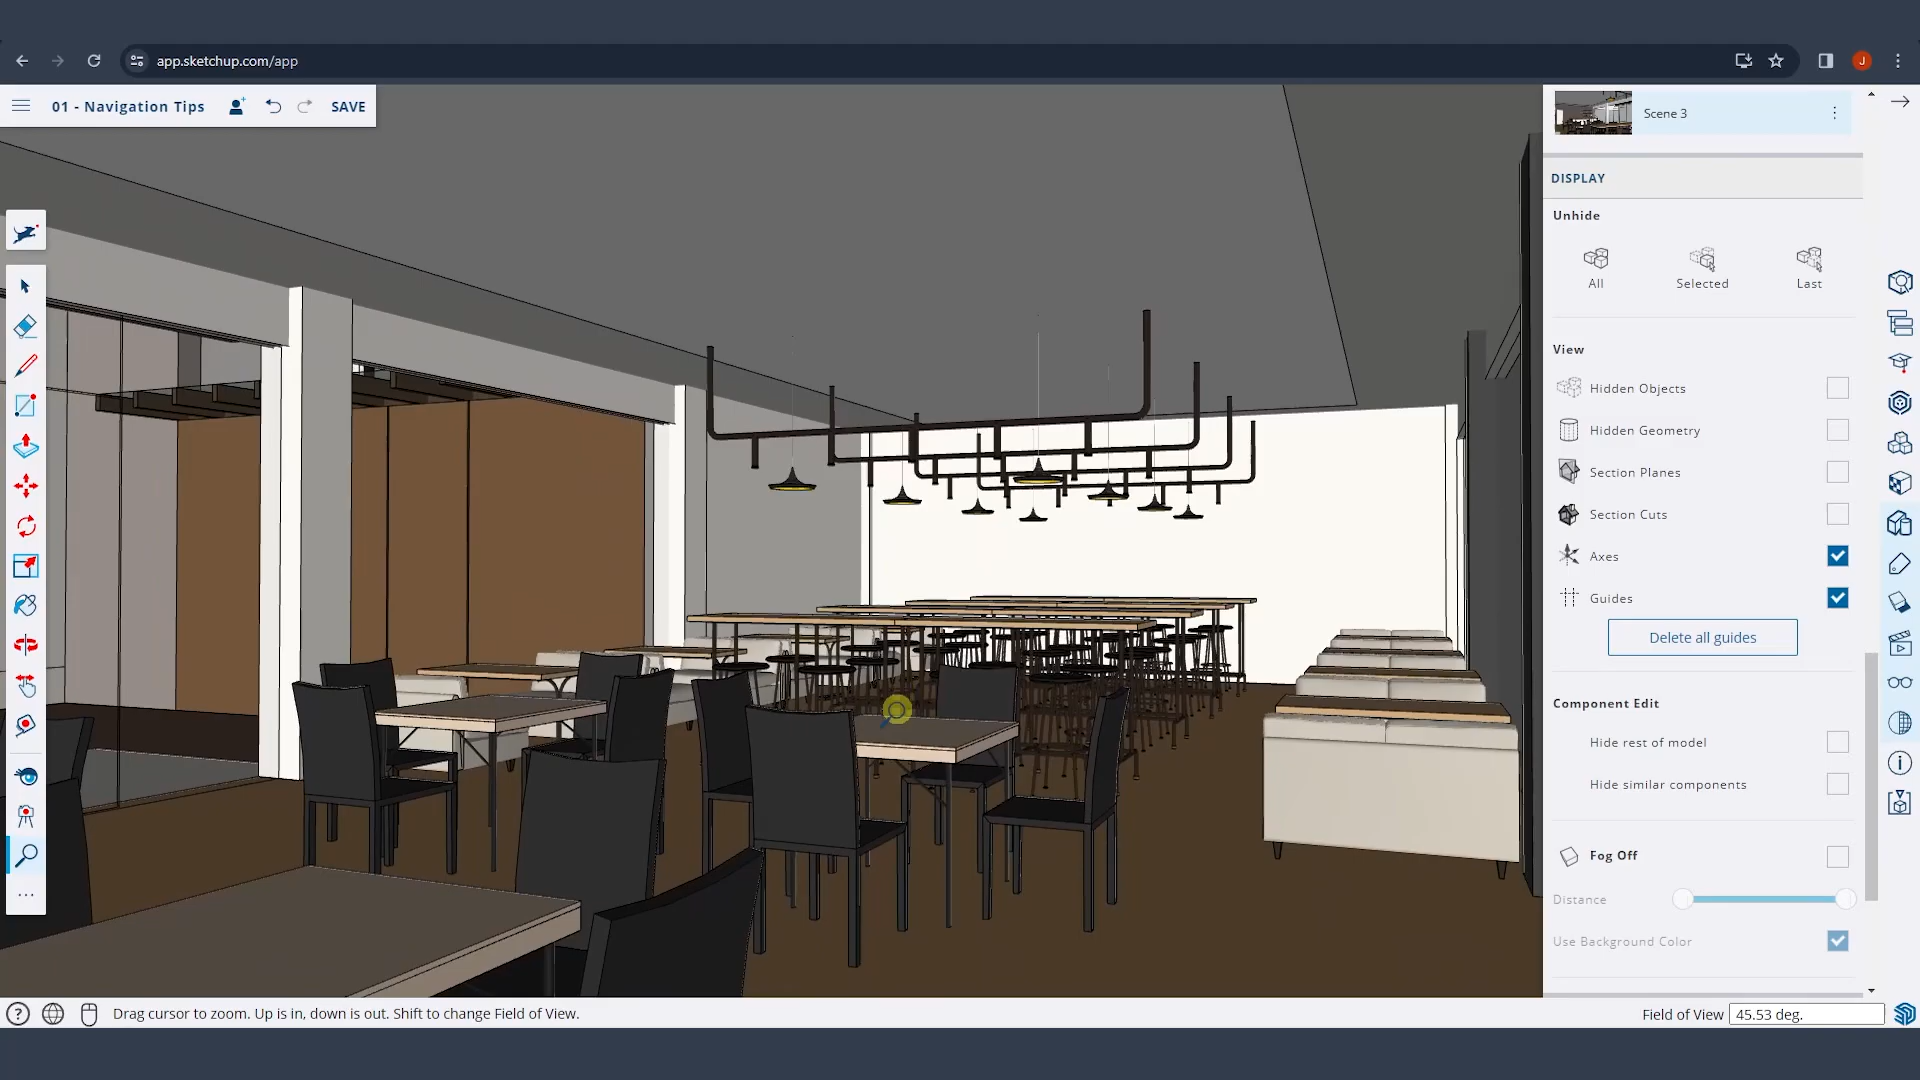 app.sketchup.com/app
J
01 - Navigation Tips
SAVE
Scene 3
DISPLAY
Unhide
All
Selected
Last
View
Hidden Objects
Hidden Geometry
Section Planes
Section Cuts
Axes
Guides
Delete all guides
Component Edit
Hide rest of model
Hide similar components
Fog Off
Distance
Use Background Color
Drag cursor to zoom. Up is in, down is out. Shift to change Field of View.
Field of View 45.53 deg.